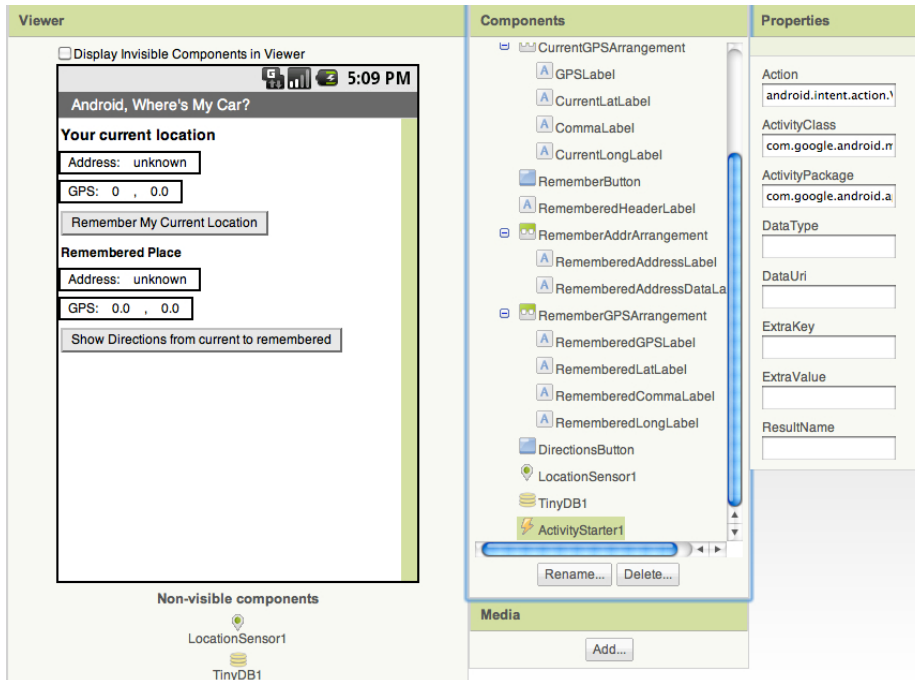 Viewer
Display Invisible Components in Viewer
5:09 PM
Android, Where's My Car?
Your current location
Address: unknown
GPS: 0 , 0.0
Remember My Current Location
Remembered Place
Address: unknown
GPS: 0.0 , 0.0
Show Directions from current to remembered
Non-visible components
LocationSensor1
TinyDB1
Components
CurrentGPSArrangement
GPSLabel
CurrentLatLabel
CommaLabel
CurrentLongLabel
RememberButton
RememberedHeaderLabel
RememberAddrArrangement
RememberedAddressLabel
RememberedAddressDataLa
RememberGPSArrangement
RememberedGPSLabel
RememberedLatLabel
RememberedCommaLabel
RememberedLongLabel
DirectionsButton
LocationSensor1
TinyDB1
ActivityStarter1
Rename... Delete...
Media
Add...
Properties
Action
android.intent.action.V
ActivityClass
com.google.android.m
ActivityPackage
com.google.android.a
DataType
DataUri
ExtraKey
ExtraValue
ResultName